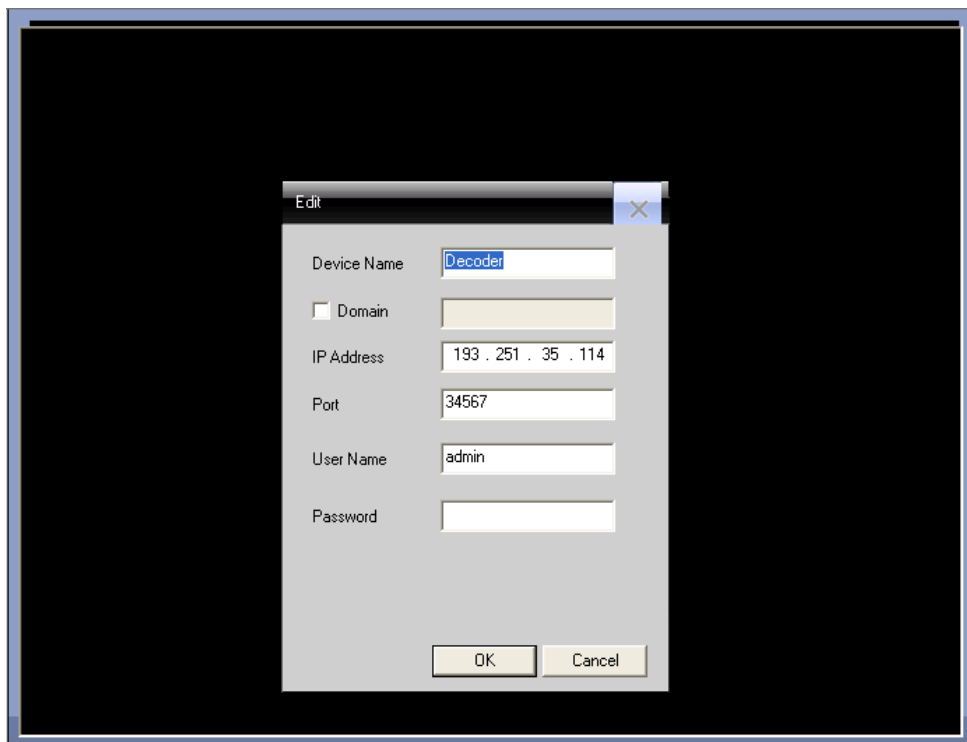 Edit
Device Name Decoder
Domain
IP Address 193 . 251 . 35 . 114
Port 34567
User Name admin
Password
OK Cancel